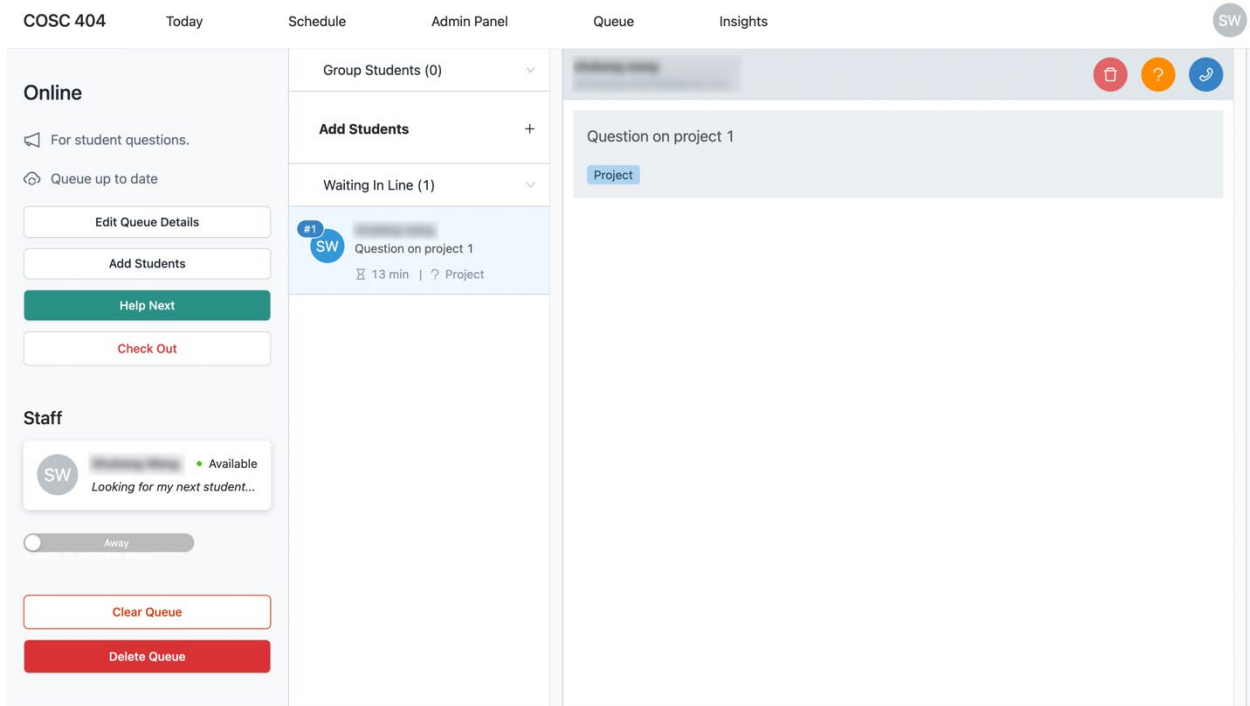 COSC 404 Today Schedule Admin Panel Queue Insights SW
Online
For student questions.
Queue up to date
Edit Queue Details
Add Students
Help Next
Check Out
Staff
SW
Available
Looking for my next student...
Away
Clear Queue
Delete Queue
Group Students (0)
Add Students +
Waiting In Line (1)
#1
SW
Question on project 1
13 min | ? Project
?
Question on project 1
Project